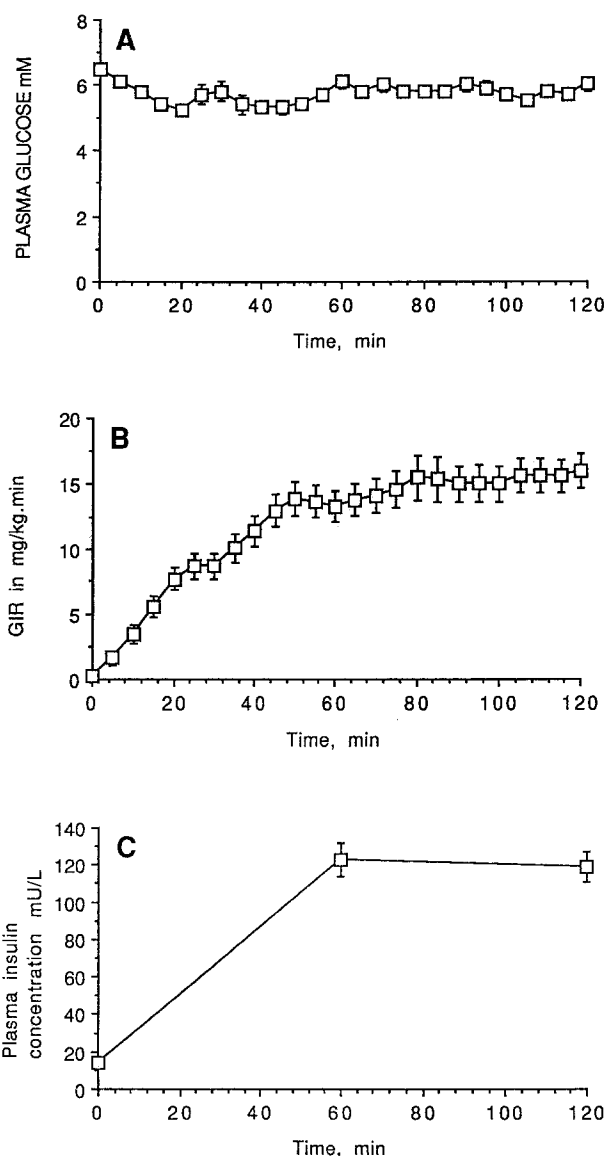 A
PLASMA GLUCOSE mM
8
6
4
2
0
0 20 40 60 80 100 120
Time, min
B
GIR in mg/kg.min
20
15
10
5
0
0 20 40 60 80 100 120
Time, min
C
Plasma insulin
concentration mU/L
140
120
100
80
60
40
20
0
0 20 40 60 80 100 120
Time, min